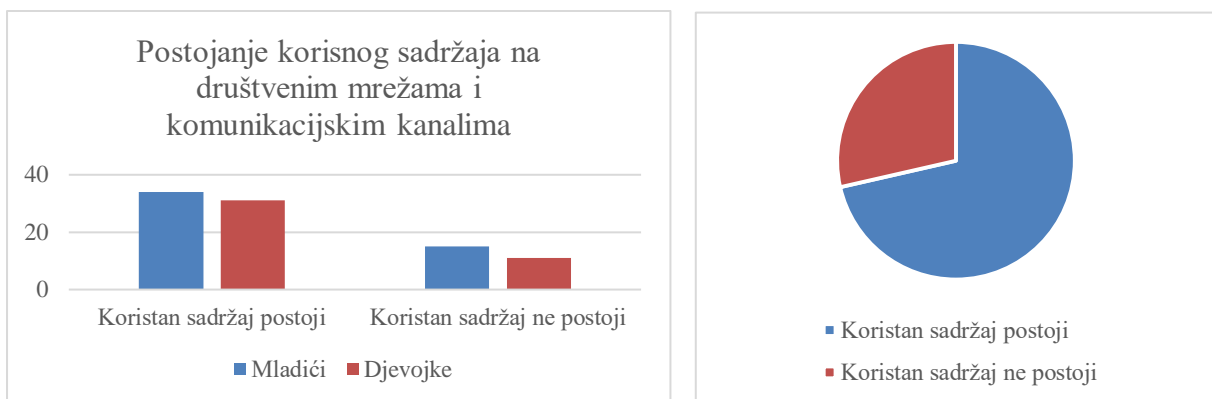 Postojanje korisnog sadržaja na
društvenim mrežama i
komunikacijskim kanalima
40
20
0
Koristan sadržaj postoji
Koristan sadržaj ne postoji
Mladići
Djevojke
Koristan sadržaj postoji
Koristan sadržaj ne postoji